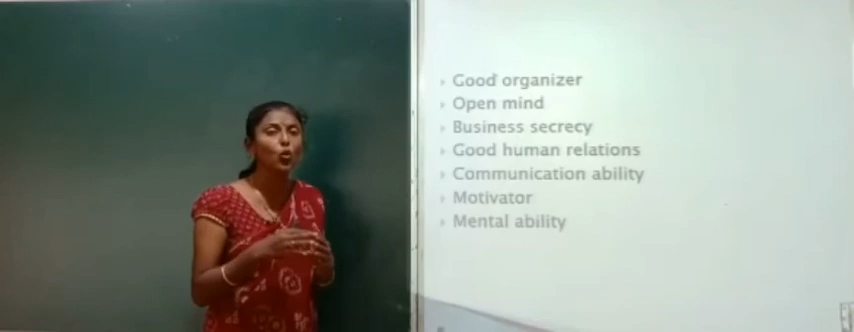 Good organizer
Open mind
Business secrecy
Good human relations
Communication ability
Motivator
Mental ability